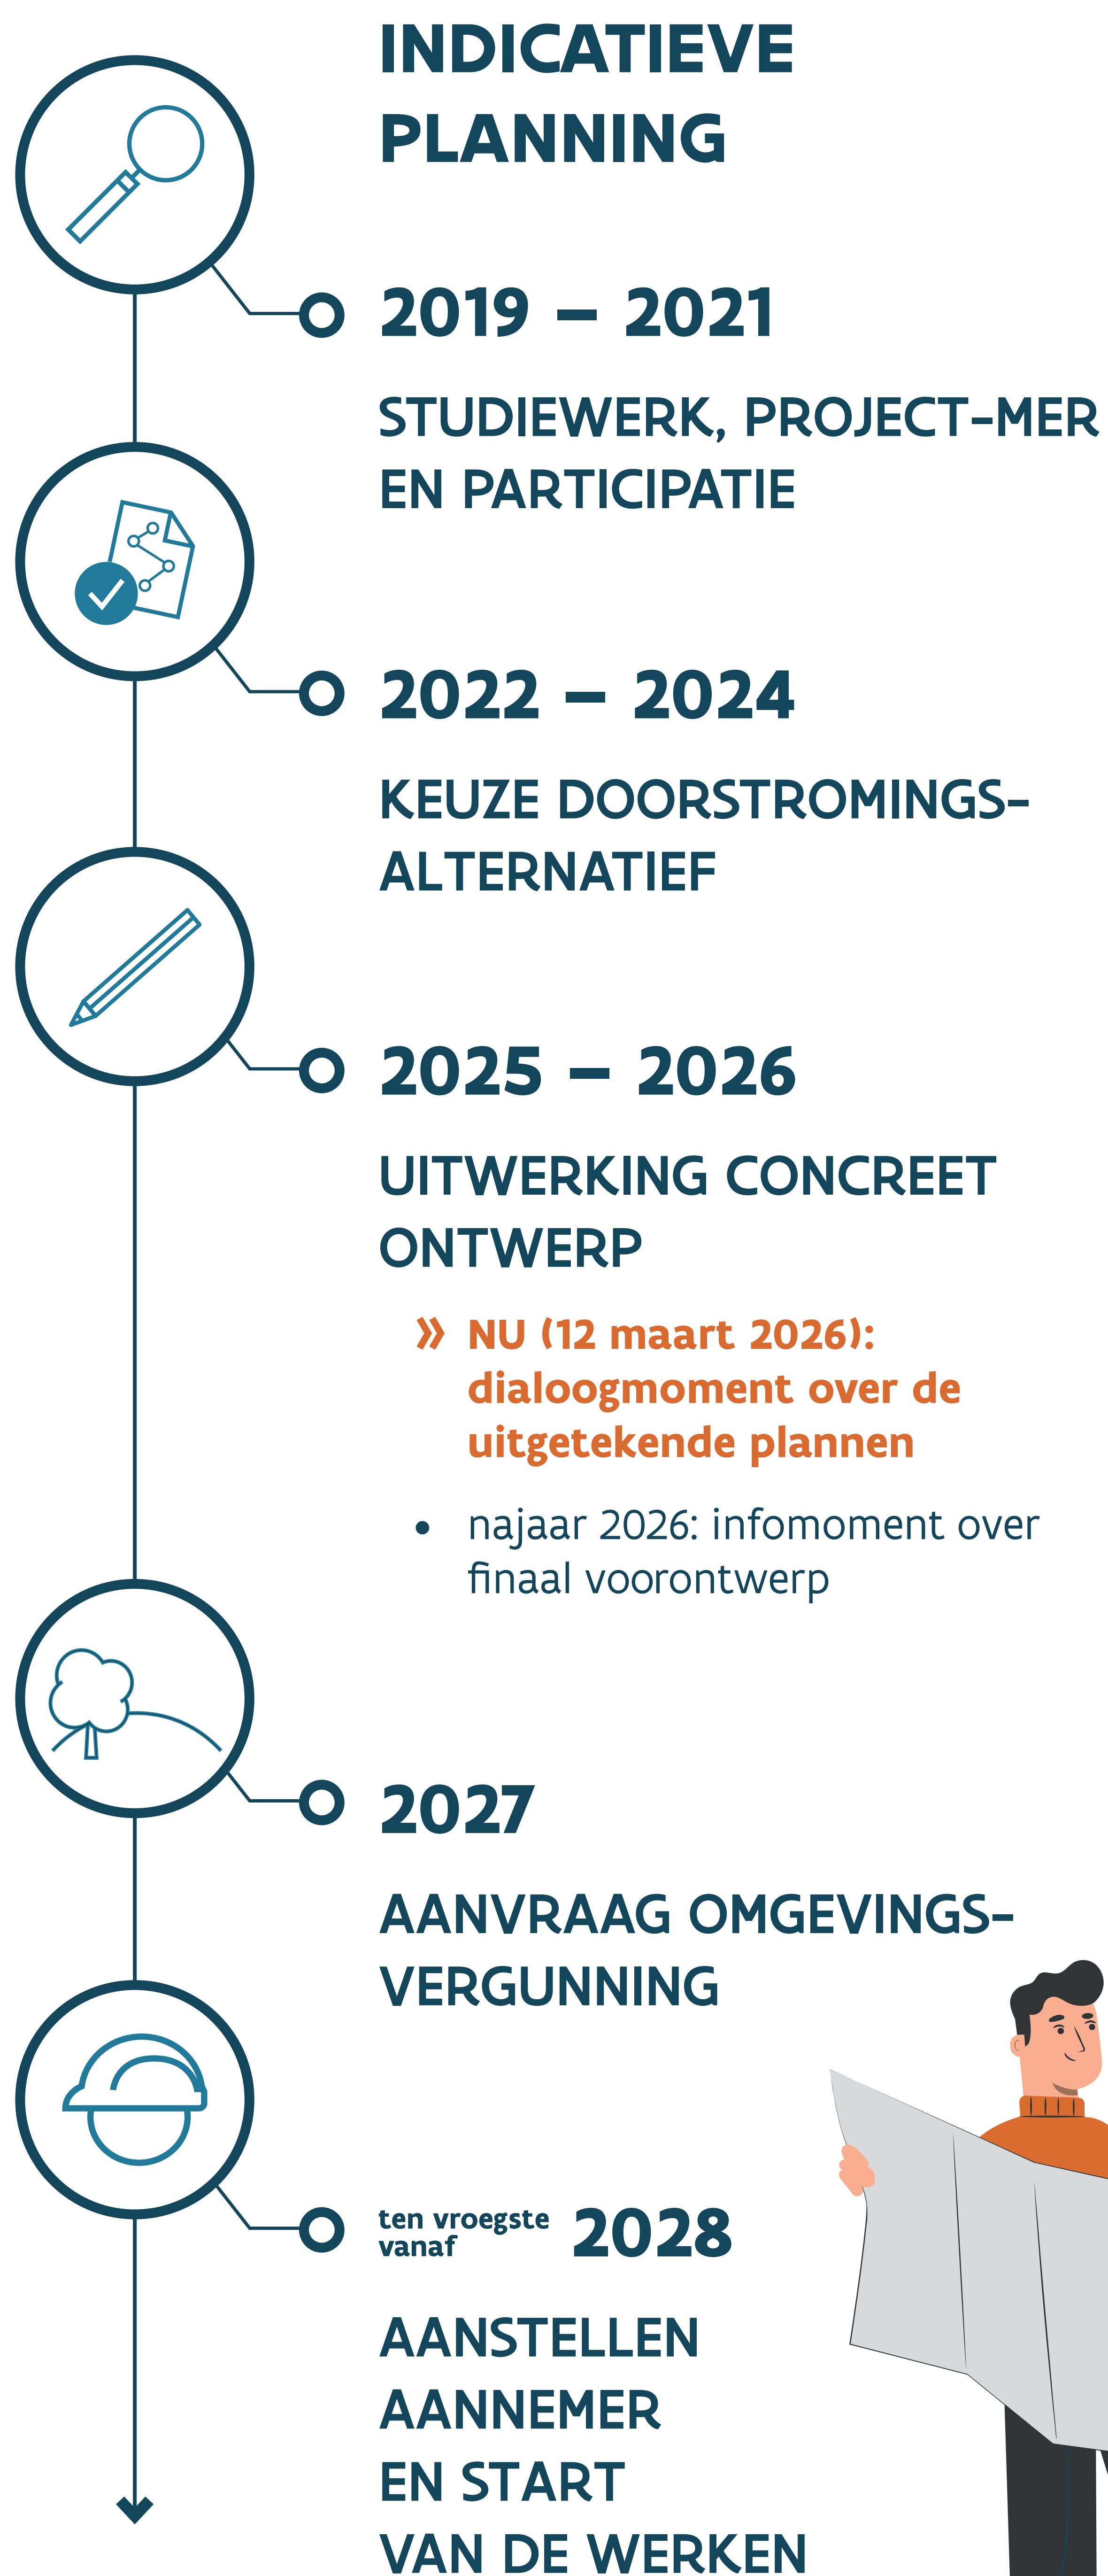 INDICATIEVE
PLANNING
2019 – 2021
STUDIEWERK, PROJECT-MER
EN PARTICIPATIE
2022 – 2024
KEUZE DOORSTROMINGS-
ALTERNATIEF
2025 – 2026
UITWERKING CONCREET
ONTWERP
» NU (12 maart 2026):
dialoogmoment over de
uitgetekende plannen
• najaar 2026: infomoment over
finaal voorontwerp
2027
AANVRAAG OMGEVINGS-
VERGUNNING
ten vroegste
vanaf 2028
AANSTELLEN
AANNEMER
EN START
VAN DE WERKEN